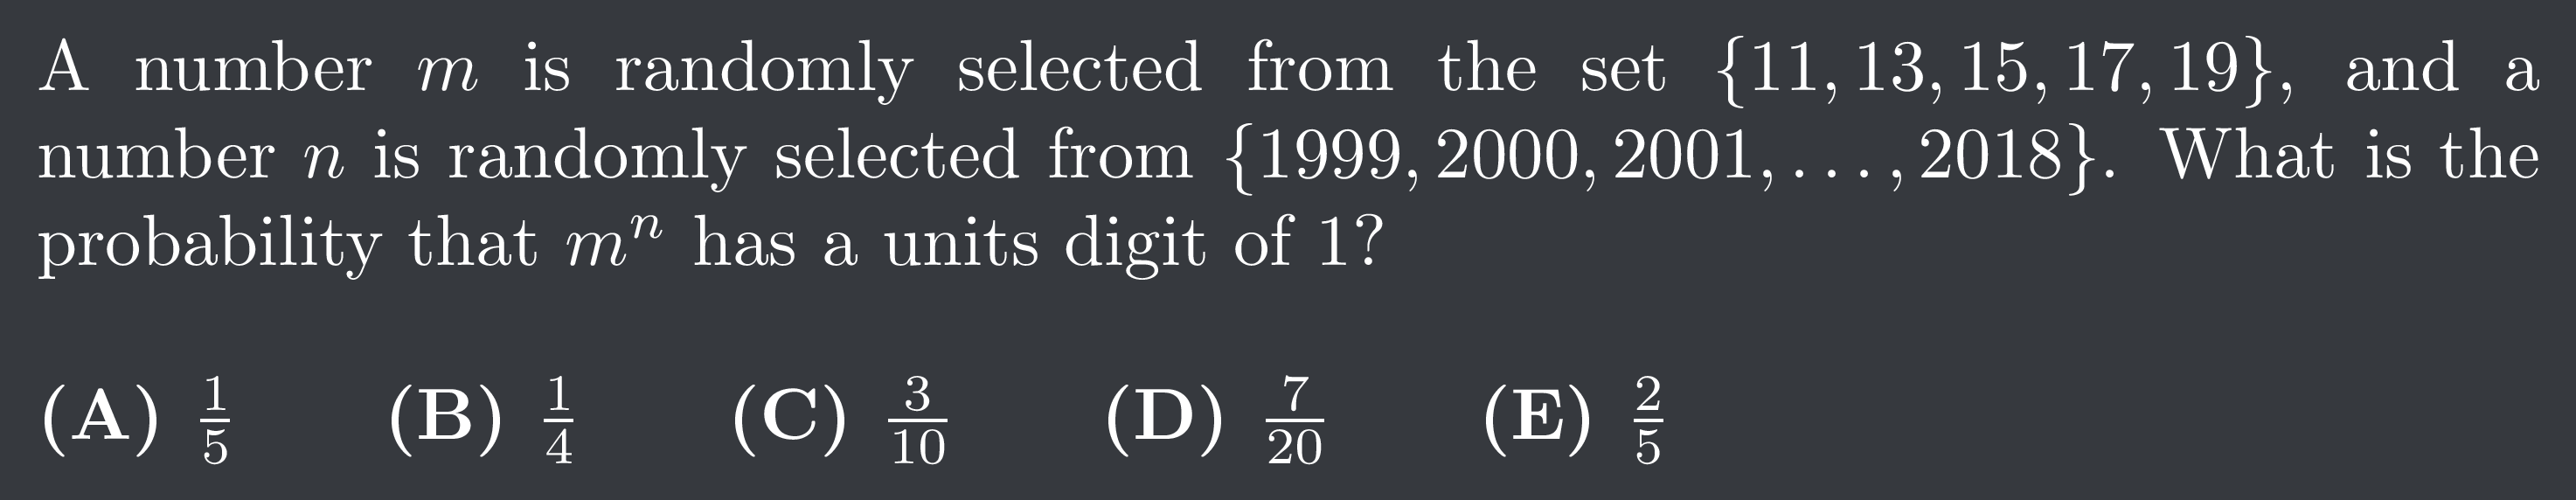 A number m is randomly selected from the set {11, 13, 15, 17, 19}, and a
number n is randomly selected from {1999, 2000, 2001, . . . , 2018}. What is the
probability that mⁿ has a units digit of 1?
(A) 1/5 (B) 1/4 (C) 3/10 (D) 7/20 (E) 2/5